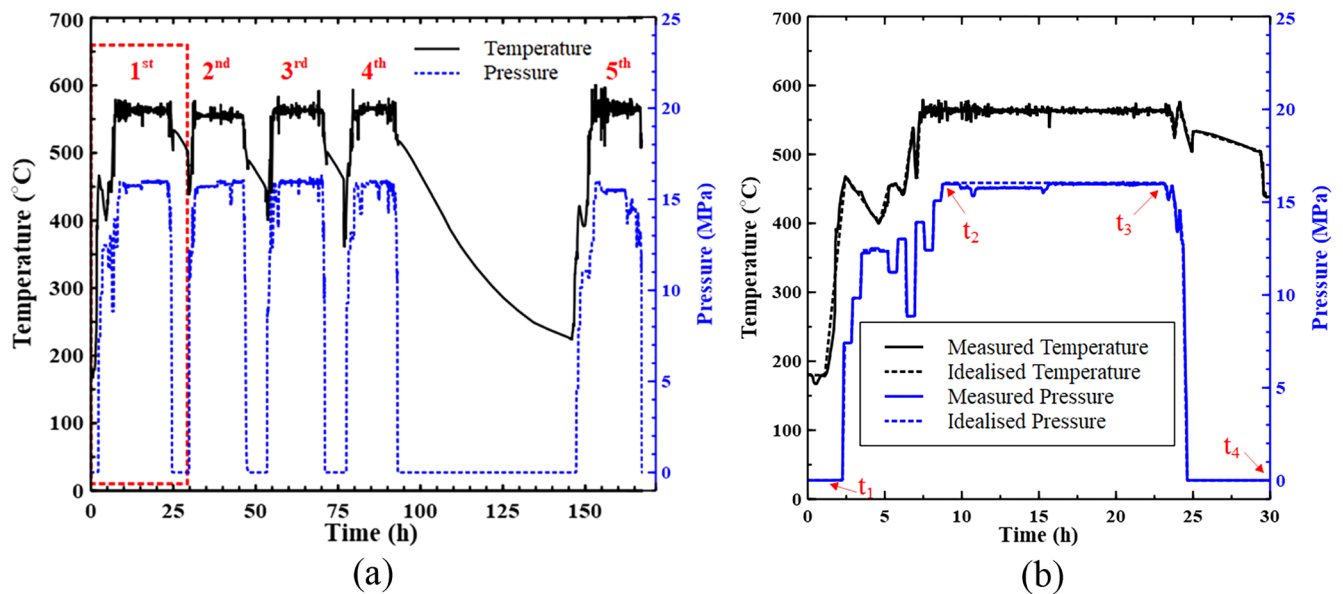 700
600
500
400
300
200
100
0
Temperature (°C)
25
20
15
10
5
0
Pressure (MPa)
Temperature
Pressure
1st
2nd
3rd
4th
5th
0
25
50
75
100
125
150
Time (h)
(a)
700
600
500
400
300
200
100
0
Temperature (°C)
25
20
15
10
5
0
Pressure (MPa)
t2
t3
Measured Temperature
Idealised Temperature
Measured Pressure
Idealised Pressure
t1
t4
0
5
10
15
20
25
30
Time (h)
(b)